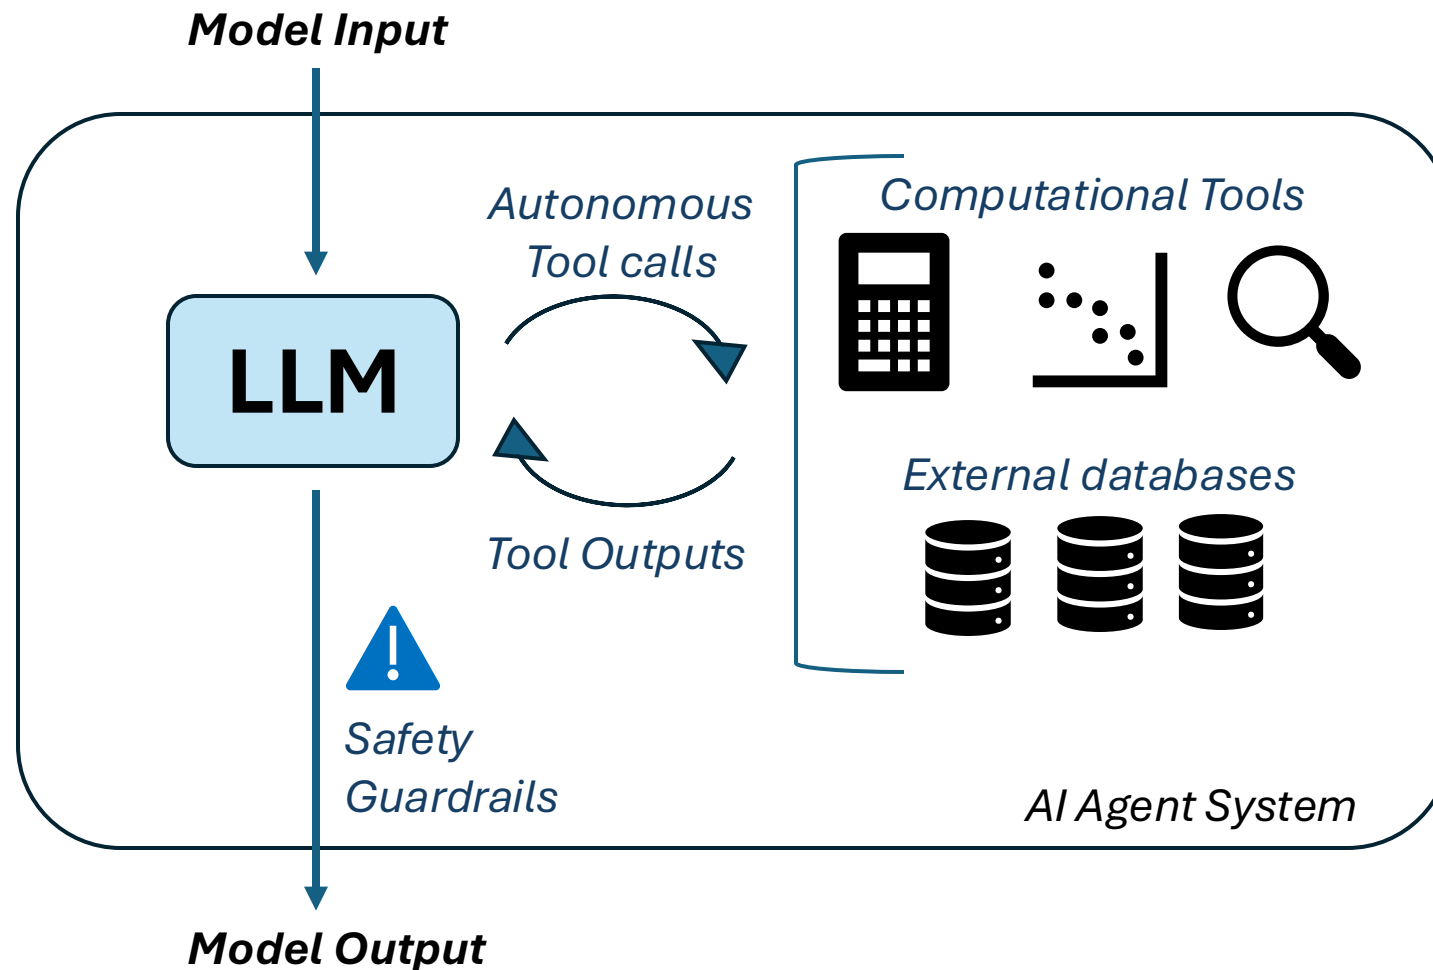 Model Input
Autonomous
Tool calls
Computational Tools
LLM
External databases
Tool Outputs
Safety
Guardrails
AI Agent System
Model Output